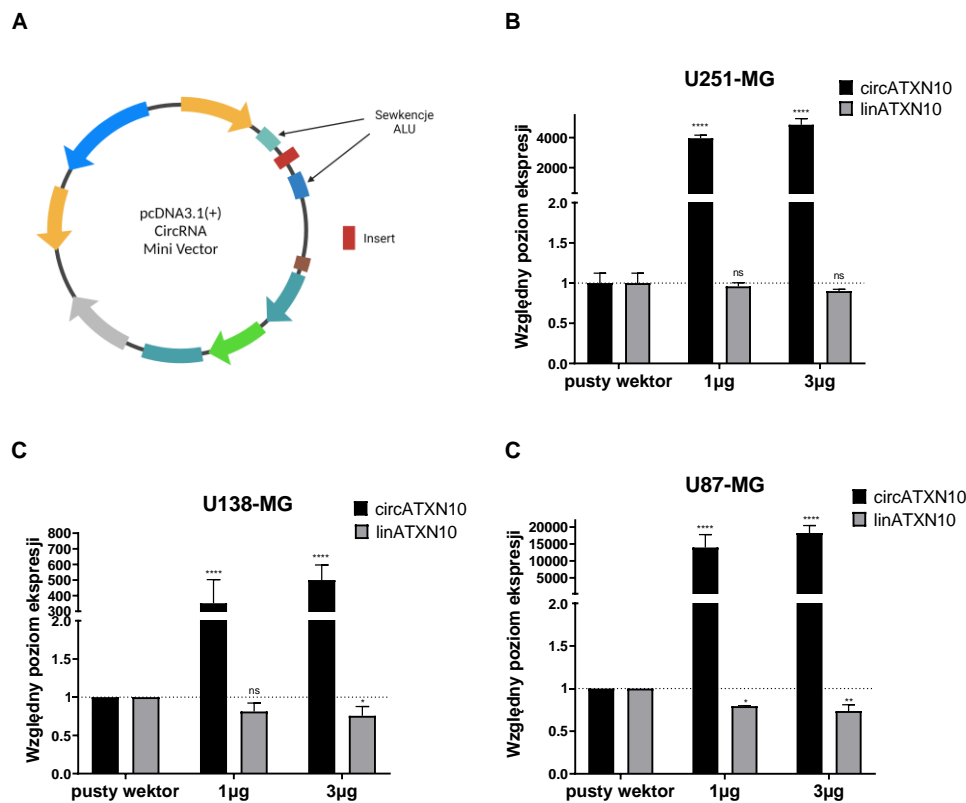 A
Sewkencje
ALU
pcDNA3.1(+)
CircRNA
Mini Vector
Insert
B
U251-MG
circATXN10
linATXN10
Względny poziom ekspresji
4000
2000
2.0
1.5
1
0.5
0.0
****
****
ns
ns
pusty wektor
1µg
3µg
C
U138-MG
circATXN10
linATXN10
Względny poziom ekspresji
800
700
600
500
400
300
2.0
1.5
1
0.5
0.0
****
****
ns
*
pusty wektor
1µg
3µg
C
U87-MG
circATXN10
linATXN10
Względny poziom ekspresji
20000
15000
10000
5000
2.0
1.5
1
0.5
0.0
****
****
*
**
pusty wektor
1µg
3µg